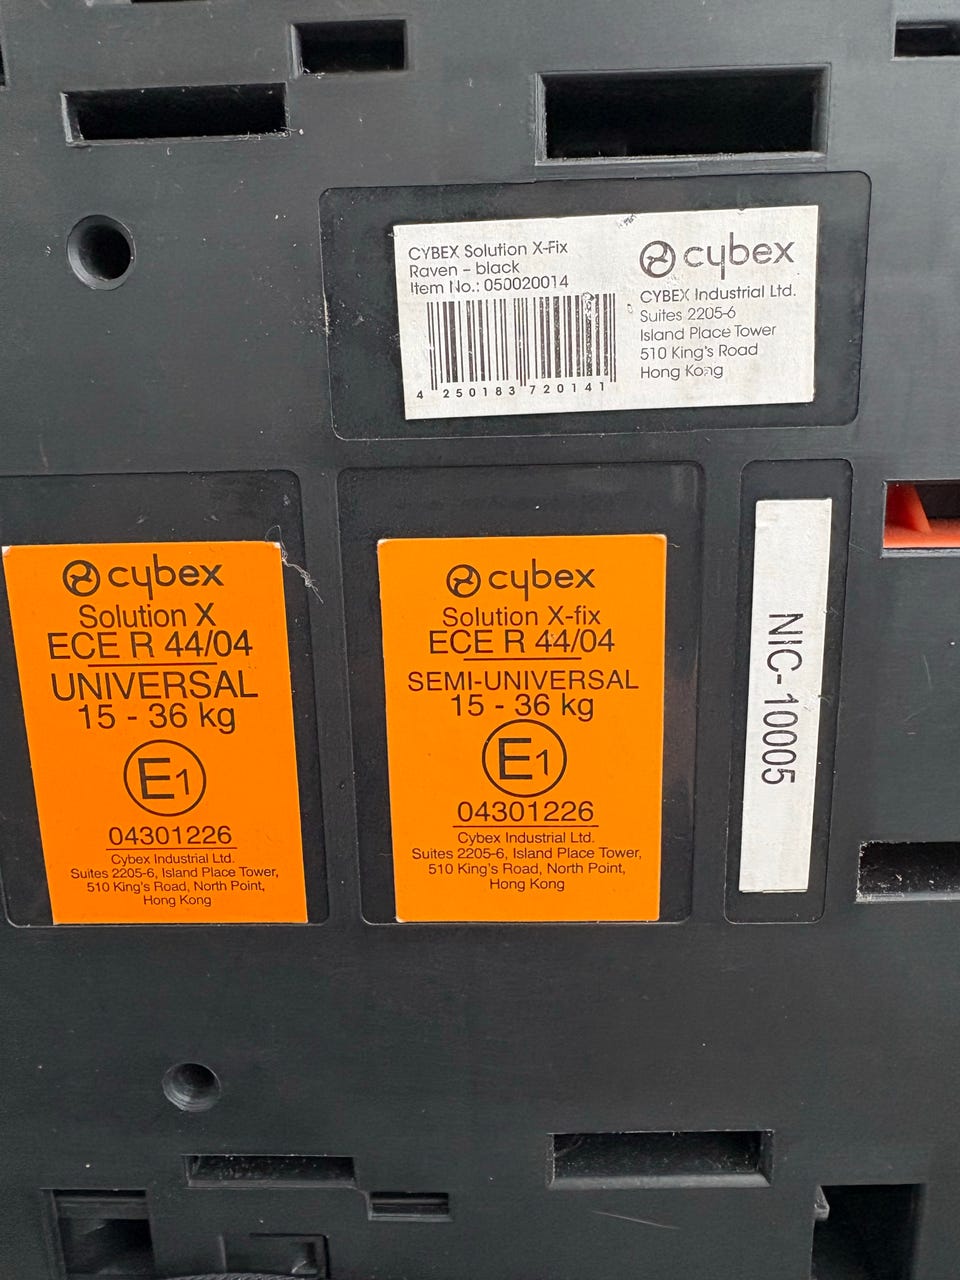 CYBEX Solution X-Fix
Raven - black
Item No.: 050020014
4 250183 720141
cybex
CYBEX Industrial Ltd.
Suites 2205-6
Island Place Tower
510 King's Road
Hong Kong
cybex
Solution X
ECE R 44/04
UNIVERSAL
15 - 36 kg
E1
04301226
Cybex Industrial Ltd.
Suites 2205-6, Island Place Tower,
510 King's Road, North Point,
Hong Kong
cybex
Solution X-fix
ECE R 44/04
SEMI-UNIVERSAL
15 - 36 kg
E1
04301226
Cybex Industrial Ltd.
Suites 2205-6, Island Place Tower,
510 King's Road, North Point,
Hong Kong
NIC- 10005